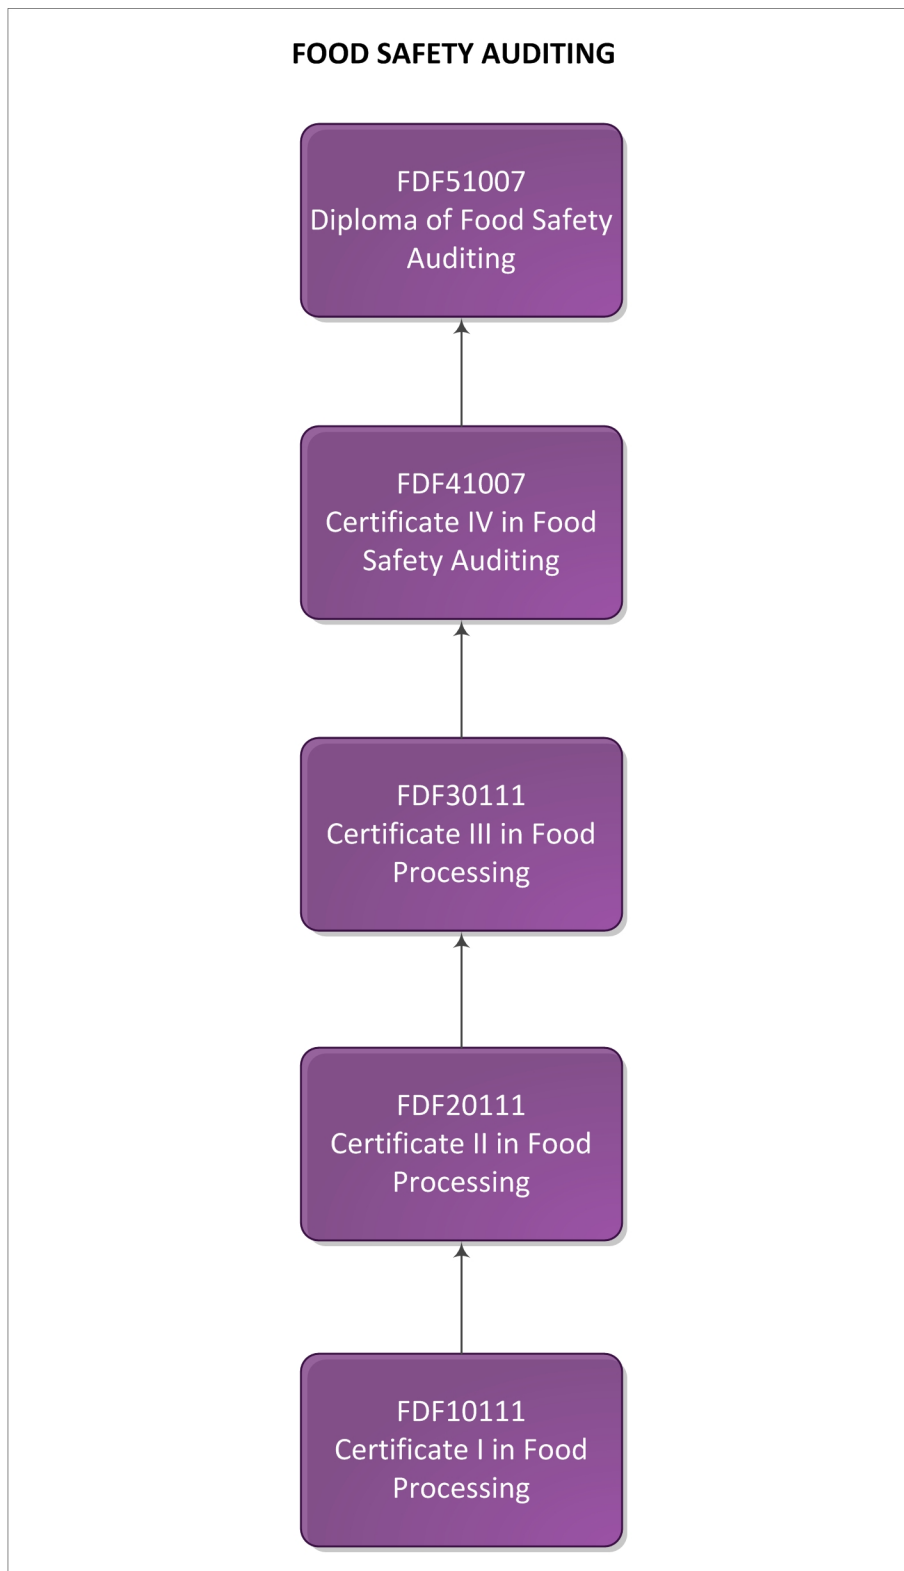 FOOD SAFETY AUDITING
FDF51007
Diploma of Food Safety
Auditing
FDF41007
Certificate IV in Food
Safety Auditing
FDF30111
Certificate III in Food
Processing
FDF20111
Certificate II in Food
Processing
FDF10111
Certificate I in Food
Processing